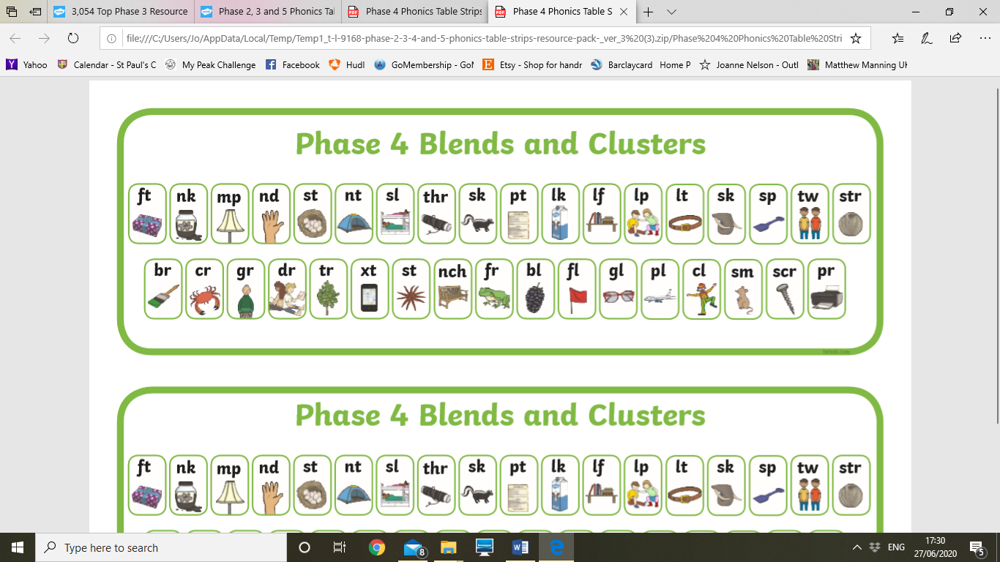 3,054 Top Phase 3 Resource
Phase 2, 3 and 5 Phonics Ta
Phase 4 Phonics Table Strips
Phase 4 Phonics Table S
file:///C:/Users/Jo/AppData/Local/Temp/Temp1_t-l-9168-phase-2-3-4-and-5-phonics-table-strips-resource-pack-_ver_3%20(3).zip/Phase%204%20Phonics%20Table%20Stri
Yahoo
Calendar - St Paul's C
My Peak Challenge
Facebook
Hudl
GoMembership - Go
Etsy - Shop for handr
Barclaycard Home P
Joanne Nelson - Outl
Matthew Manning UK
Phase 4 Blends and Clusters
ft nk mp nd st nt sl thr sk pt lk lf lp lt sk sp tw str
br cr gr dr tr xt st nch fr bl fl gl pl cl sm scr pr
Phase 4 Blends and Clusters
ft nk mp nd st nt sl thr sk pt lk lf lp lt sk sp tw str
Type here to search
8
ENG
17:30
27/06/2020
5